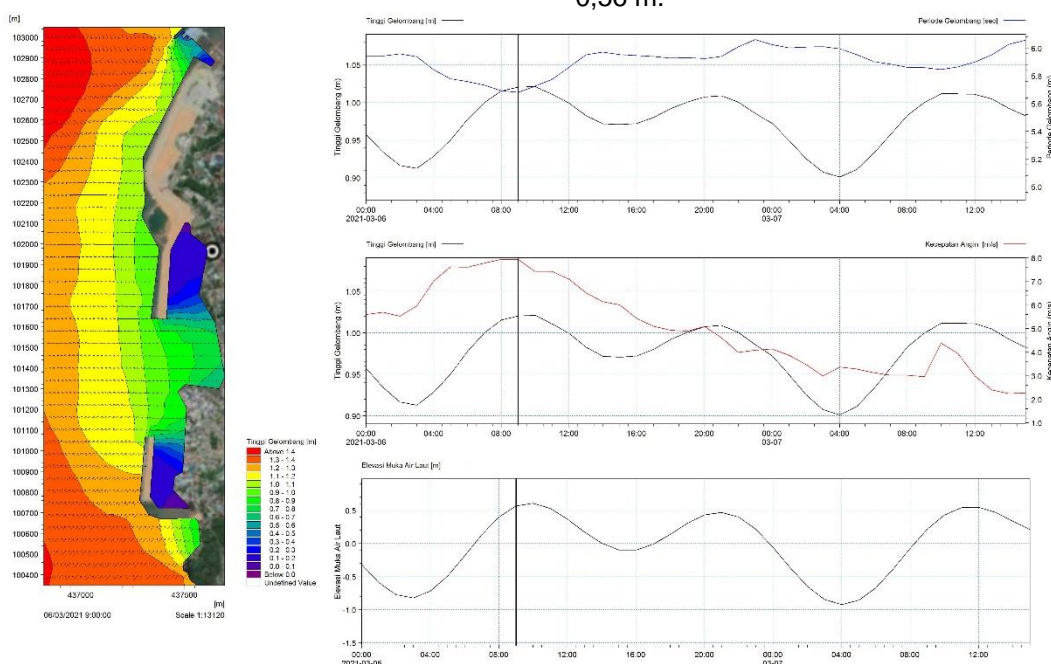 0,56 m.
[m]
103000
102900
102800
102700
102600
102500
102400
102300
102200
102100
102000
101900
101800
101700
101600
101500
101400
101300
101200
101100
101000
100900
100800
100700
100600
100500
100400
437000 437500
[m]
06/03/2021 9:00:00 Scale 1:13120
Tinggi Gelombang [m]
Above 1.4
1.3 - 1.4
1.2 - 1.3
1.1 - 1.2
1.0 - 1.1
0.9 - 1.0
0.8 - 0.9
0.7 - 0.8
0.6 - 0.7
0.5 - 0.6
0.4 - 0.5
0.3 - 0.4
0.2 - 0.3
0.1 - 0.2
0.0 - 0.1
Below 0.0
Undefined Value
Tinggi Gelombang [m] Periode Gelombang [sec]
Tinggi Gelombang (m)
1.05
1.00
0.95
0.90
6.0
5.8
5.6
5.4
5.2
5.0
Periode Gelombang (s)
00:00 04:00 08:00 12:00 16:00 20:00 00:00 04:00 08:00 12:00
2021-03-06 03-07
Tinggi Gelombang [m] Kecepatan Angin [m/s]
Tinggi Gelombang (m)
1.05
1.00
0.95
0.90
8.0
7.0
6.0
5.0
4.0
3.0
2.0
1.0
Kecepatan Angin (m/s)
00:00 04:00 08:00 12:00 16:00 20:00 00:00 04:00 08:00 12:00
2021-03-06 03-07
Elevasi Muka Air Laut [m]
Elevasi Muka Air Laut
0.5
0.0
-0.5
-1.0
-1.5
00:00 04:00 08:00 12:00 16:00 20:00 00:00 04:00 08:00 12:00
2021-03-06 03-07